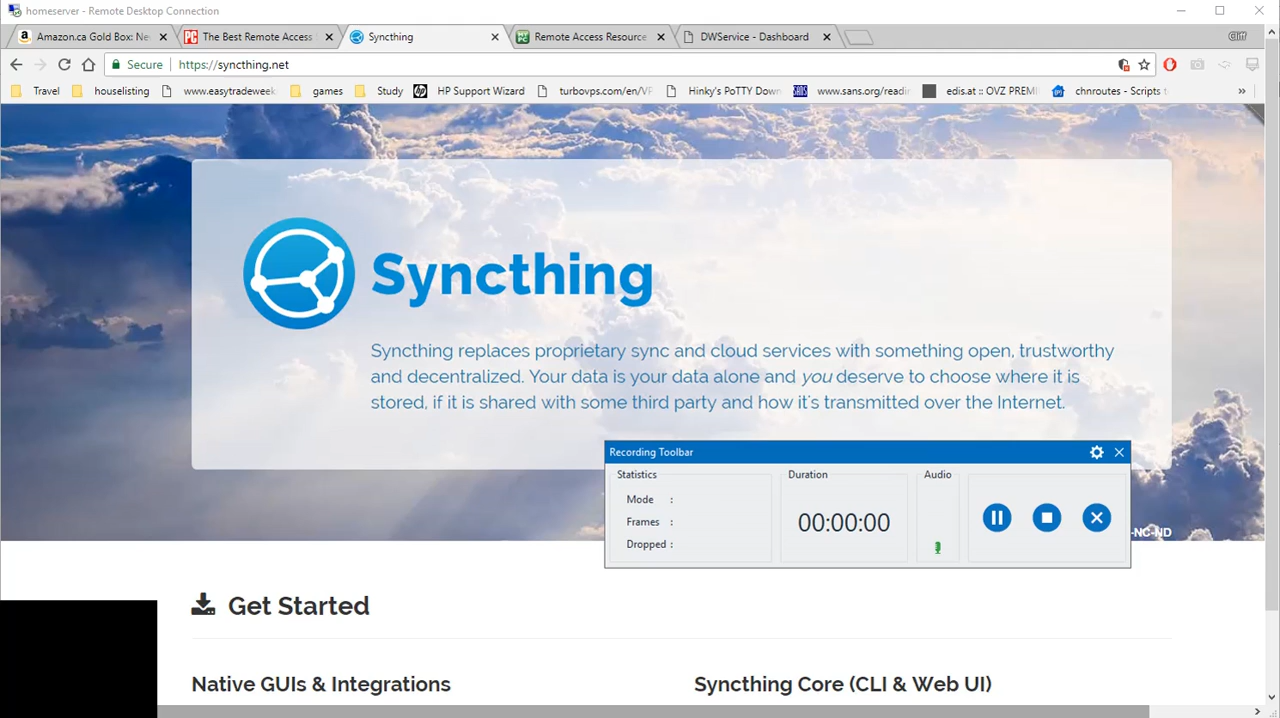 homeserver - Remote Desktop Connection
Amazon.ca Gold Box: Ne
The Best Remote Access
Syncthing
Remote Access Resource
DWService - Dashboard
Secure
https://syncthing.net
Travel
houselisting
www.easytradeweek
games
Study
HP Support Wizard
turbovps.com/en/VP
Hinky's PoTTY Down
www.sans.org/readi
edis.at :: OVZ PREMI
chnroutes - Scripts t
»
Syncthing
Syncthing replaces proprietary sync and cloud services with something open, trustworthy
and decentralized. Your data is your data alone and you deserve to choose where it is
stored, if it is shared with some third party and how it's transmitted over the Internet.
Recording Toolbar
Statistics
Mode :
Frames :
Dropped :
Duration
00:00:00
Audio
-NC-ND
Get Started
Native GUIs & Integrations
Syncthing Core (CLI & Web UI)